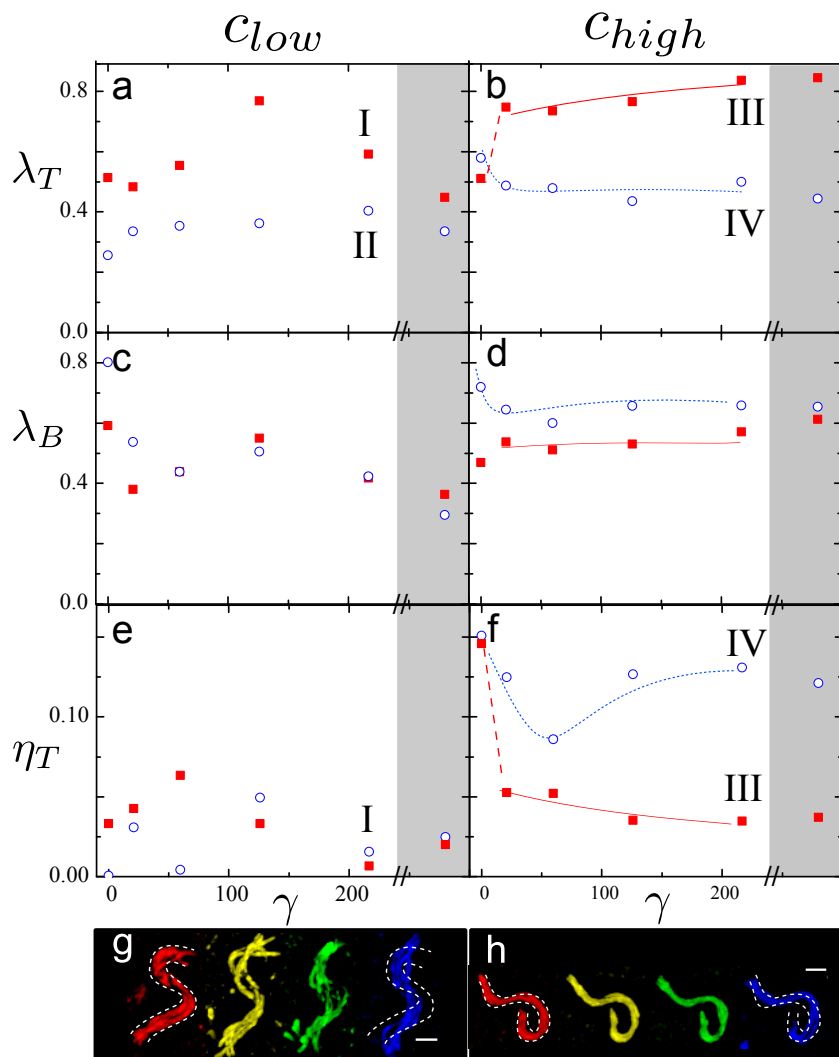 c_low c_high
a b
0.8
I III
λ_T
0.4
II IV
0.0
c d
0.8
λ_B
0.4
0.0
e f
IV
0.10
η_T
I III
0.00
0 100 200 0 100 200
γ γ
g h